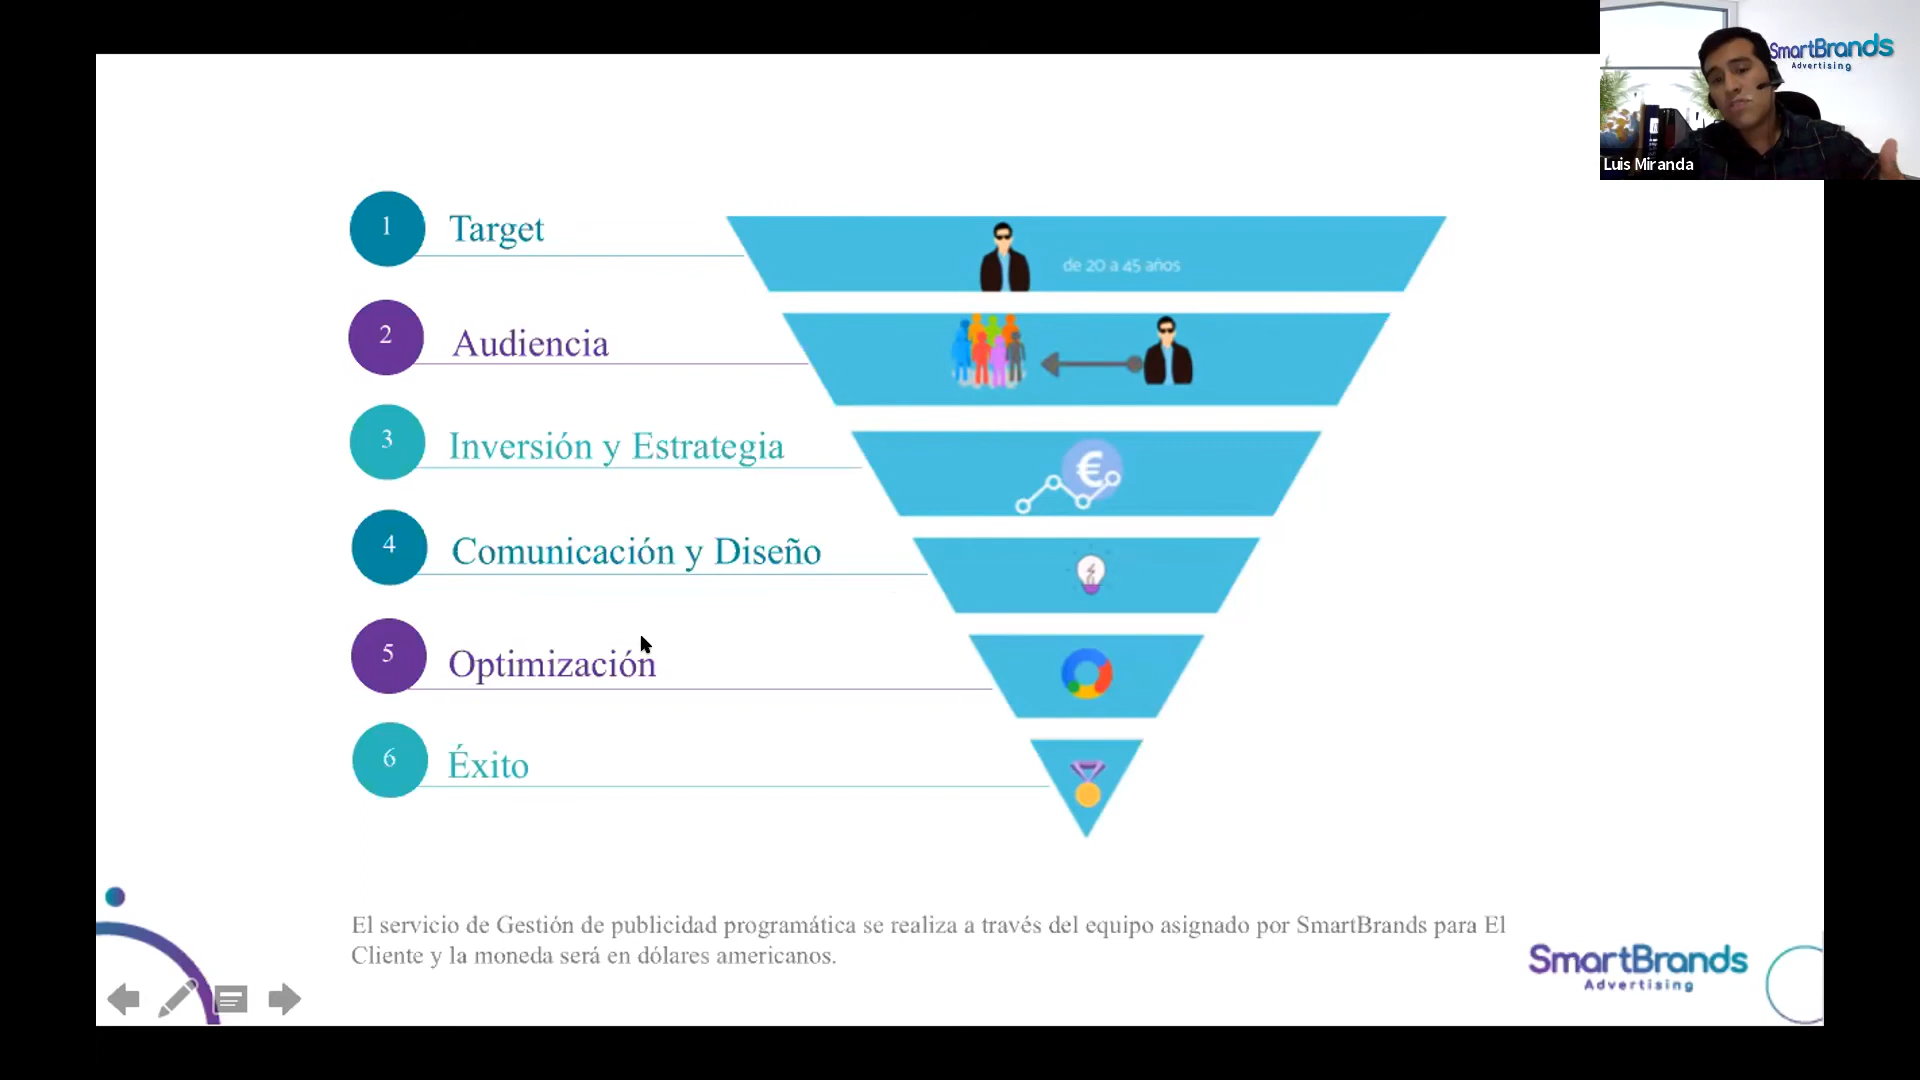 SmartBrands
Advertising
Luis Miranda
1
Target
de 20 a 45 años
2
Audiencia
3
Inversión y Estrategia
€
4
Comunicación y Diseño
5
Optimización
6
Éxito
El servicio de Gestión de publicidad programática se realiza a través del equipo asignado por SmartBrands para El
Cliente y la moneda será en dólares americanos.
SmartBrands
Advertising